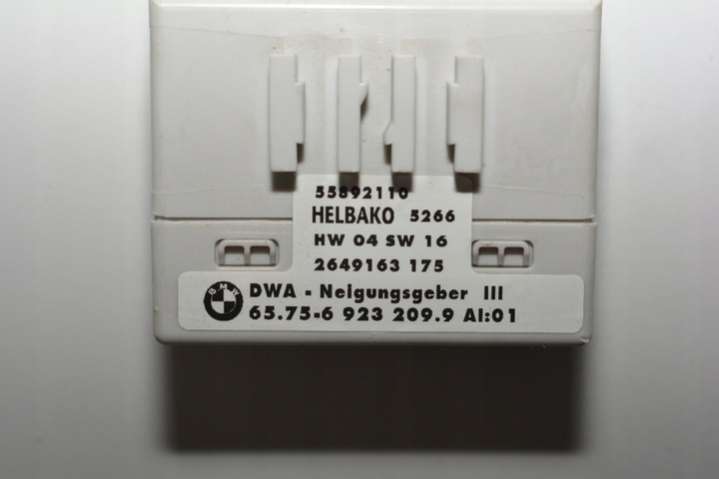 55892110
HELBAKO 5266
HW 04 SW 16
2649163 175
BMW
DWA - Neigungsgeber III
65.75-6 923 209.9 AI:01